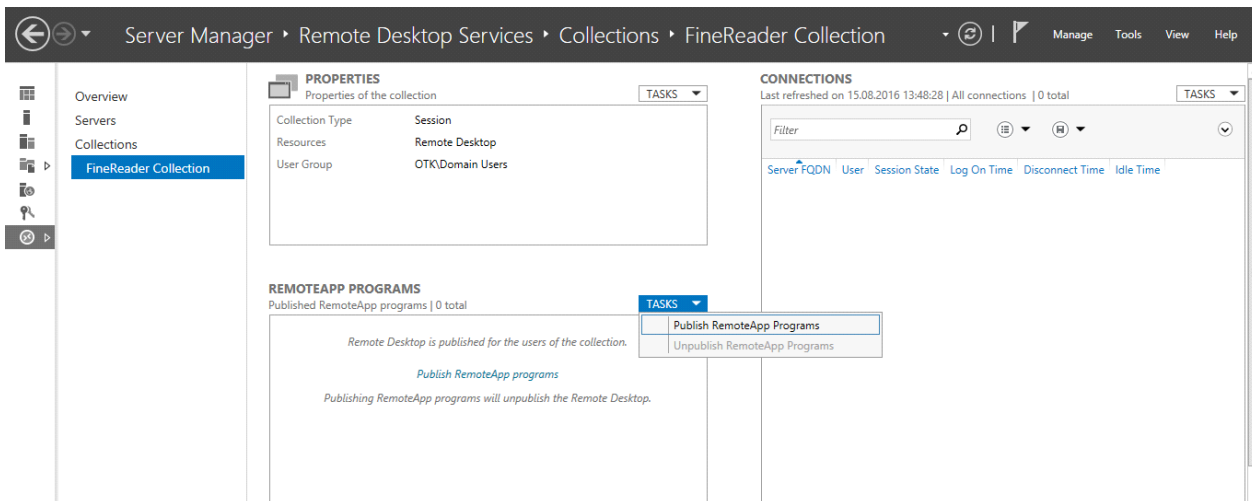 Server Manager ‣ Remote Desktop Services ‣ Collections ‣ FineReader Collection
Manage Tools View Help
Overview
Servers
Collections
FineReader Collection
PROPERTIES
Properties of the collection
TASKS
Collection Type Session
Resources Remote Desktop
User Group OTK\Domain Users
REMOTEAPP PROGRAMS
Published RemoteApp programs | 0 total
TASKS
Publish RemoteApp Programs
Unpublish RemoteApp Programs
Remote Desktop is published for the users of the collection.
Publish RemoteApp programs
Publishing RemoteApp programs will unpublish the Remote Desktop.
CONNECTIONS
Last refreshed on 15.08.2016 13:48:28 | All connections | 0 total
TASKS
Filter
Server FQDN User Session State Log On Time Disconnect Time Idle Time